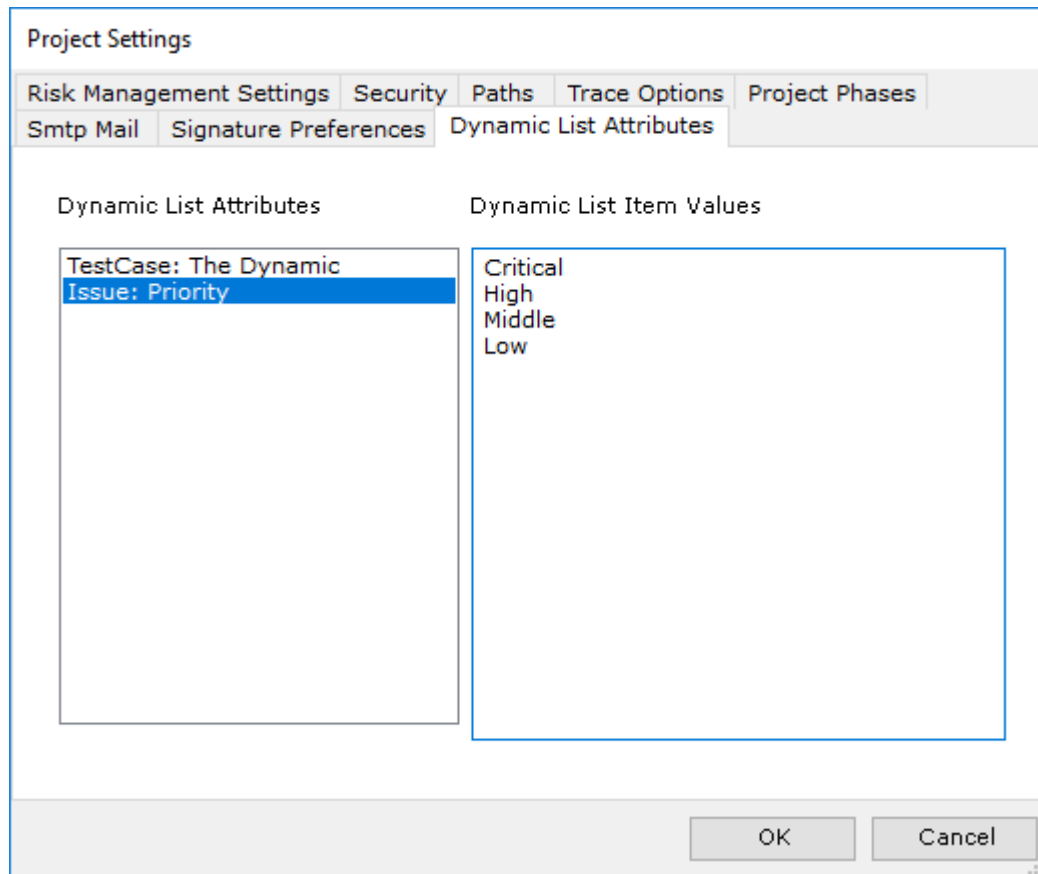 Project Settings
Risk Management Settings Security Paths Trace Options Project Phases
Smtp Mail Signature Preferences Dynamic List Attributes
Dynamic List Attributes Dynamic List Item Values
TestCase: The Dynamic
Issue: Priority
Critical
High
Middle
Low
OK Cancel